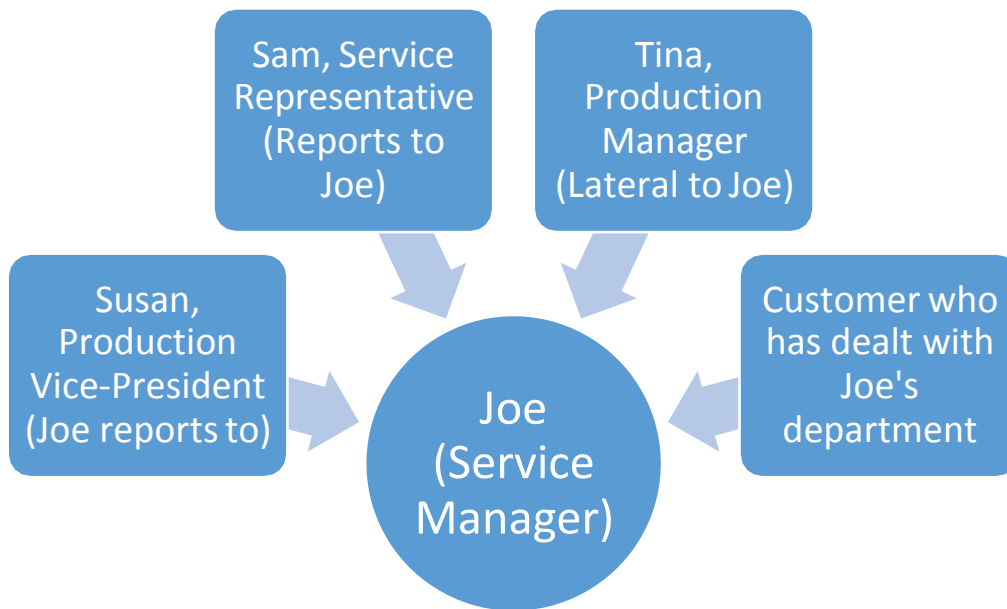 Sam, Service
Representative
(Reports to
Joe)
Tina,
Production
Manager
(Lateral to Joe)
Susan,
Production
Vice-President
(Joe reports to)
Customer who
has dealt with
Joe's
department
Joe
(Service
Manager)